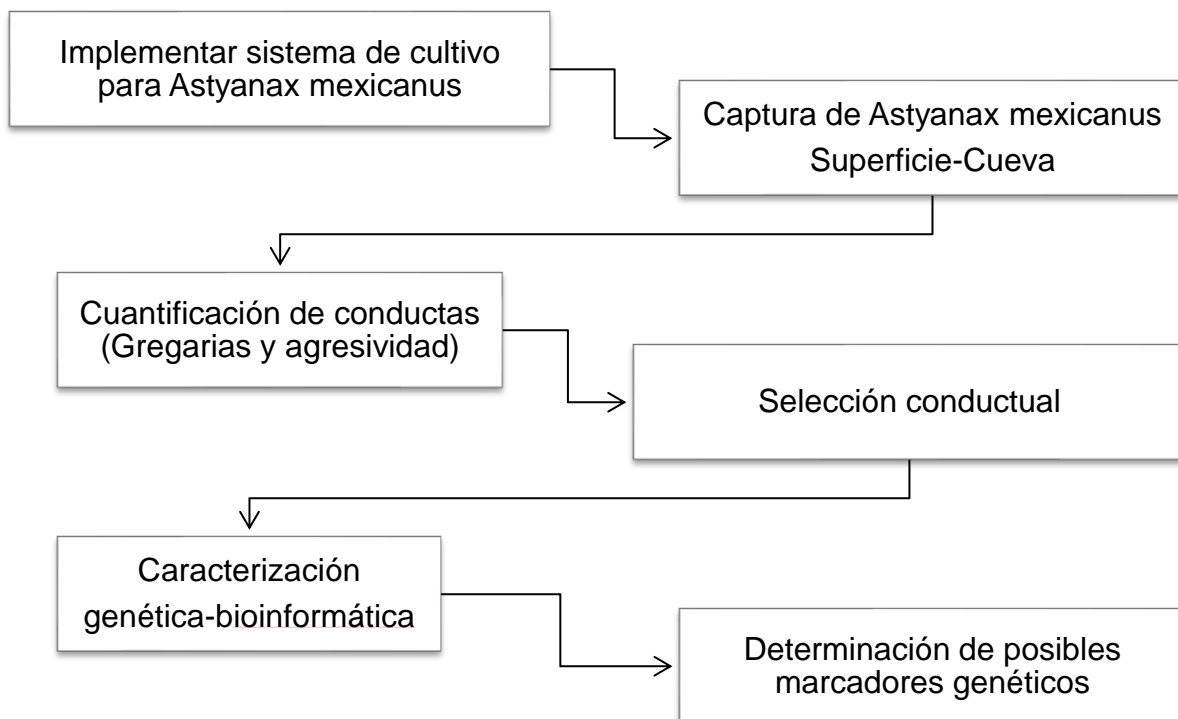 Implementar sistema de cultivo
para Astyanax mexicanus
Captura de Astyanax mexicanus
Superficie-Cueva
Cuantificación de conductas
(Gregarias y agresividad)
Selección conductual
Caracterización
genética-bioinformática
Determinación de posibles
marcadores genéticos